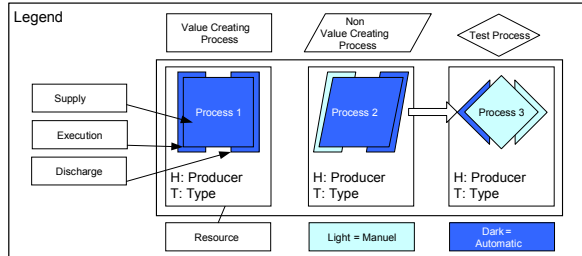 Legend
Value Creating
Process
Non
Value Creating
Process
Test Process
Supply
Execution
Discharge
Process 1
Process 2
Process 3
H: Producer
T: Type
H: Producer
T: Type
H: Producer
T: Type
Resource
Light = Manuel
Dark =
Automatic